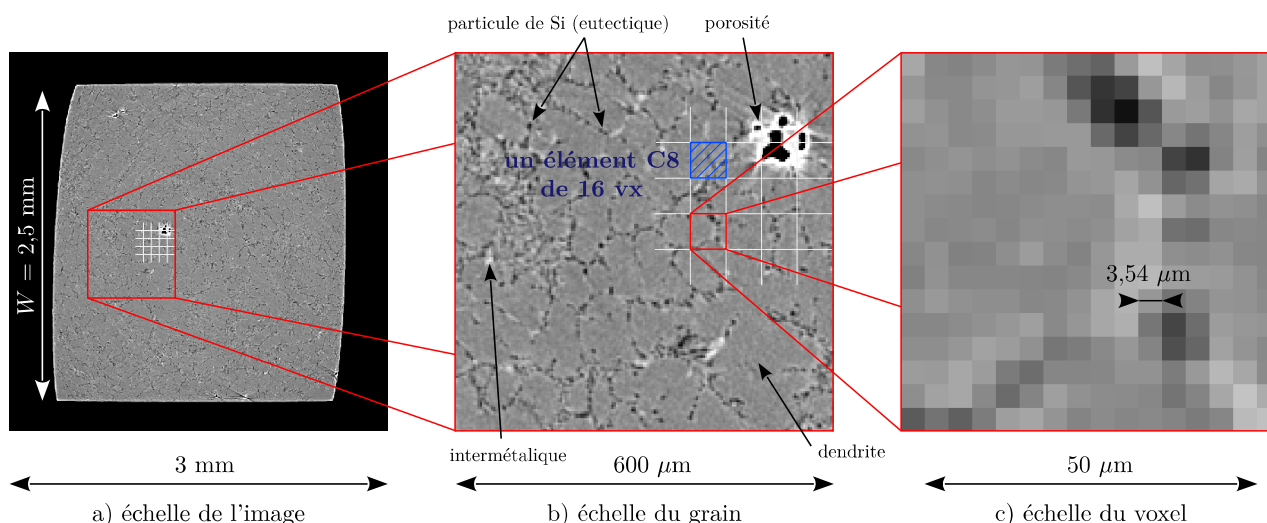 particule de Si (eutectique)
porosité
W = 2,5 mm
un élément C8
de 16 vx
3,54 μm
intermétalique
dendrite
3 mm
600 μm
50 μm
a) échelle de l'image
b) échelle du grain
c) échelle du voxel